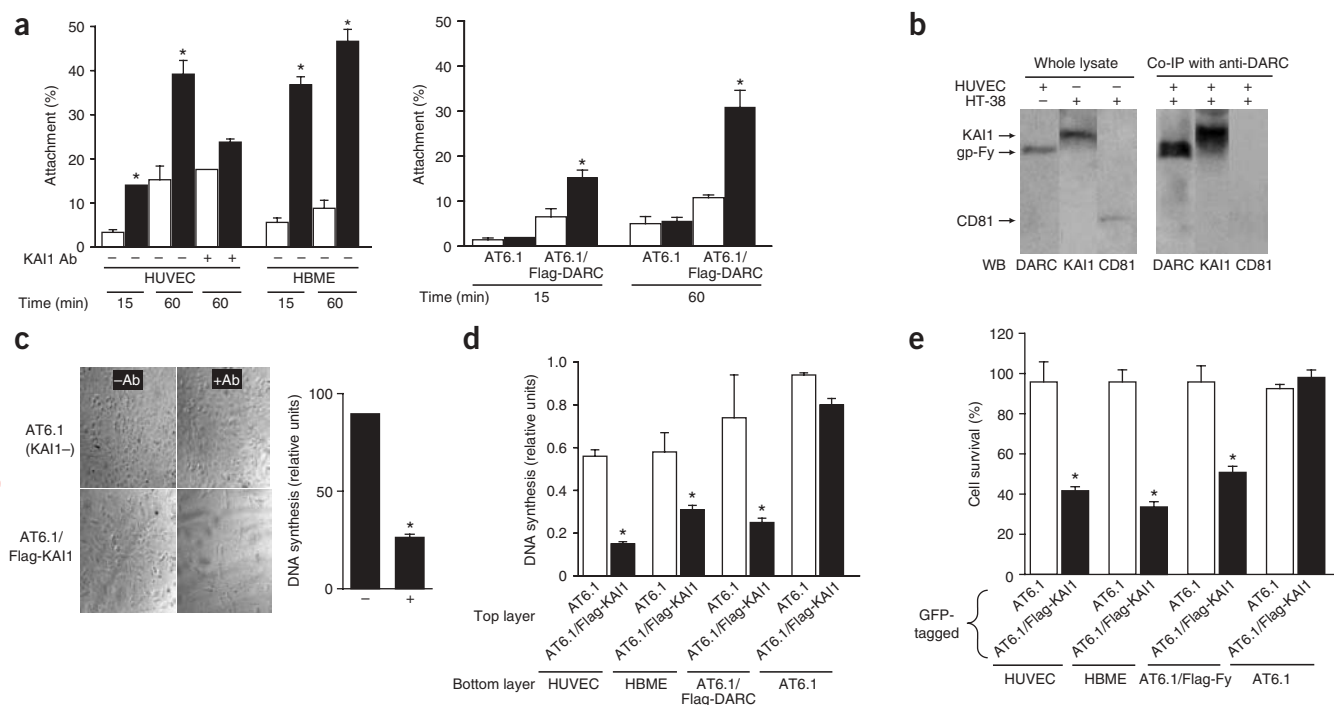 a
Attachment (%)
50
40
30
20
10
0
* * * *
KAI1 Ab – – – – + + – – – –
HUVEC HBME
Time (min) 15 60 60 15 60
Attachment (%)
50
40
30
20
10
0
* *
AT6.1 AT6.1/ AT6.1 AT6.1/
Flag-DARC Flag-DARC
Time (min) 15 60
b
Whole lysate Co-IP with anti-DARC
HUVEC + – – + + +
HT-38 – + + + + +
KAI1
gp-Fy
CD81
WB DARC KAI1 CD81 DARC KAI1 CD81
c
–Ab +Ab
AT6.1
(KAI1–)
AT6.1/
Flag-KAI1
DNA synthesis (relative units)
100
50
0
*
– +
d
DNA synthesis (relative units)
1.0
0.8
0.6
0.4
0.2
0
* * *
Top layer
AT6.1
AT6.1/Flag-KAI1
AT6.1
AT6.1/Flag-KAI1
AT6.1
AT6.1/Flag-KAI1
AT6.1
AT6.1/Flag-KAI1
Bottom layer HUVEC HBME AT6.1/ AT6.1
Flag-DARC
e
Cell survival (%)
120
100
80
60
40
20
0
* * *
GFP-
tagged
AT6.1
AT6.1/Flag-KAI1
AT6.1
AT6.1/Flag-KAI1
AT6.1
AT6.1/Flag-KAI1
AT6.1
AT6.1/Flag-KAI1
HUVEC HBME AT6.1/Flag-Fy AT6.1